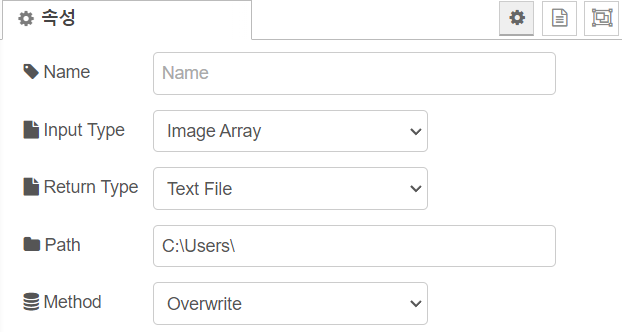 속성
Name Name
Input Type Image Array
Return Type Text File
Path C:\Users\
Method Overwrite